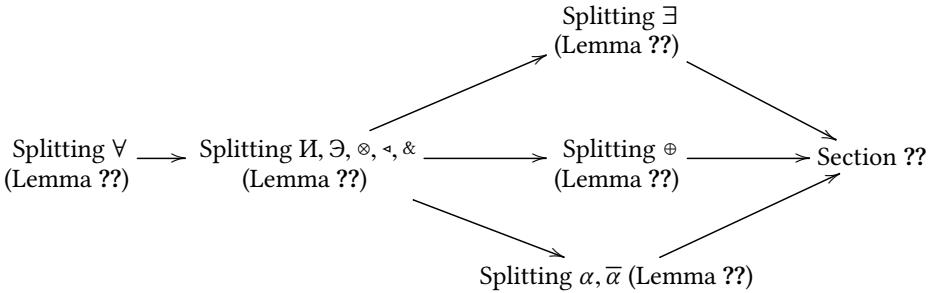 Splitting ∃
(Lemma ??)
Splitting ∀
(Lemma ??)
Splitting И, Э, ⊗, ◃, &
(Lemma ??)
Splitting ⊕
(Lemma ??)
Section ??
Splitting α, α̅ (Lemma ??)